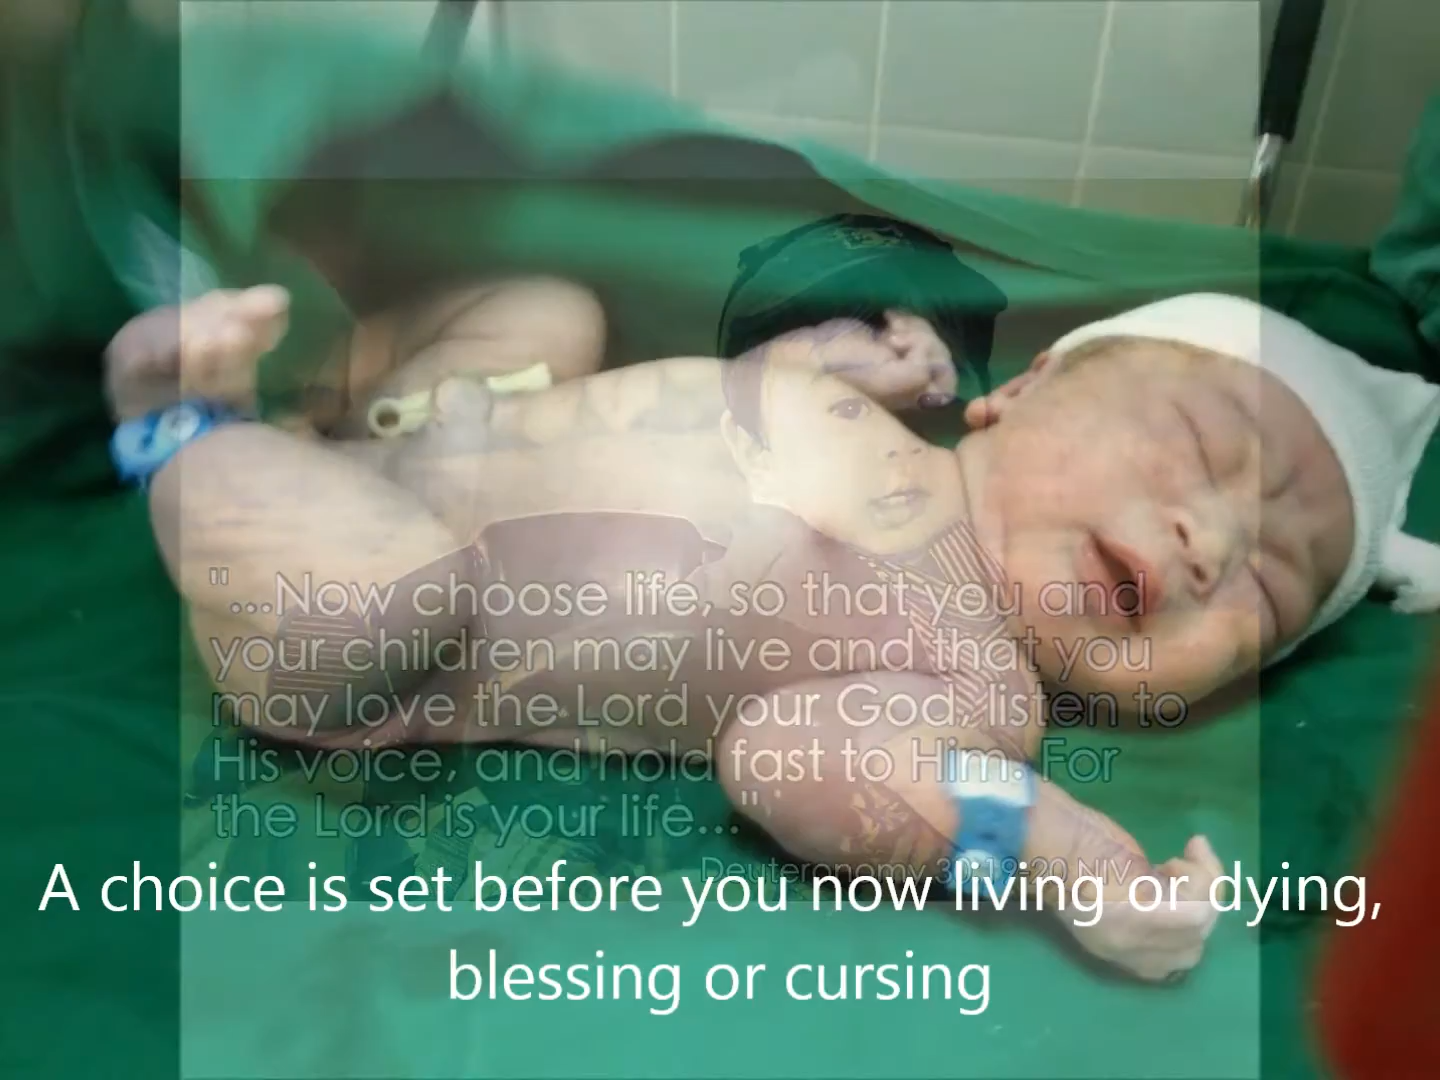 "...Now choose life, so that you and
your children may live and that you
may love the Lord your God, listen to
His voice, and hold fast to Him. For
the Lord is your life..."
Deuteronomy 30:19-20 NIV
A choice is set before you now living or dying,
blessing or cursing